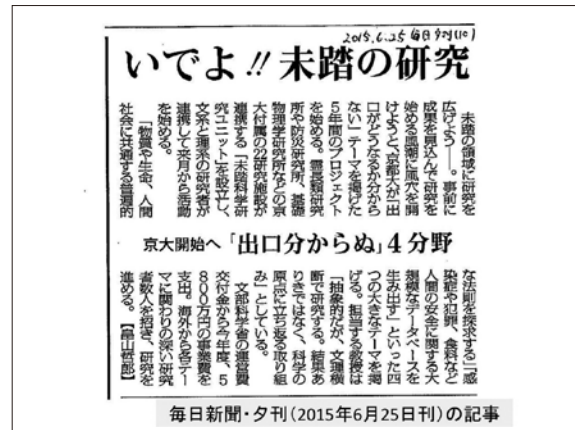 2015.6.25 毎日夕刊(10)
いでよ!!未踏の研究
未踏の領域に研究を
広げよう――。事前に
成果を見込んで研究を
始める風潮に風穴を開
けようと、京都大が「出
口がどうなるか分から
ない」テーマを掲げた
5年間のプロジェクト
を始める。霊長類研究
所や防災研究所、基礎
物理学研究所などの京
大付属の22研究施設が
連携する「未踏科学研
究ユニット」を設立し、
文系と理系の研究者が
連携して来月から活動
を始める。
「物質や生命、人間
社会に共通する普遍的
京大開始へ「出口分からぬ」4分野
な法則を探求する」「感
染症や犯罪、食料など
人間の安全に関する大
規模なデータベースを
生み出す」といった四
つの大きなテーマを掲
げる。担当する教授は
「抽象的だが、文理横
断で研究する。結果あ
りきではなく、科学の
原点に立ち返る取り組
み」としている。
文部科学省の運営費
交付金から今年度、5
800万円の事業費を
支出。海外から各テー
マに関わりの深い研究
者数人を招き、研究を
進める。【畠山哲郎】
毎日新聞・夕刊(2015年6月25日刊)の記事